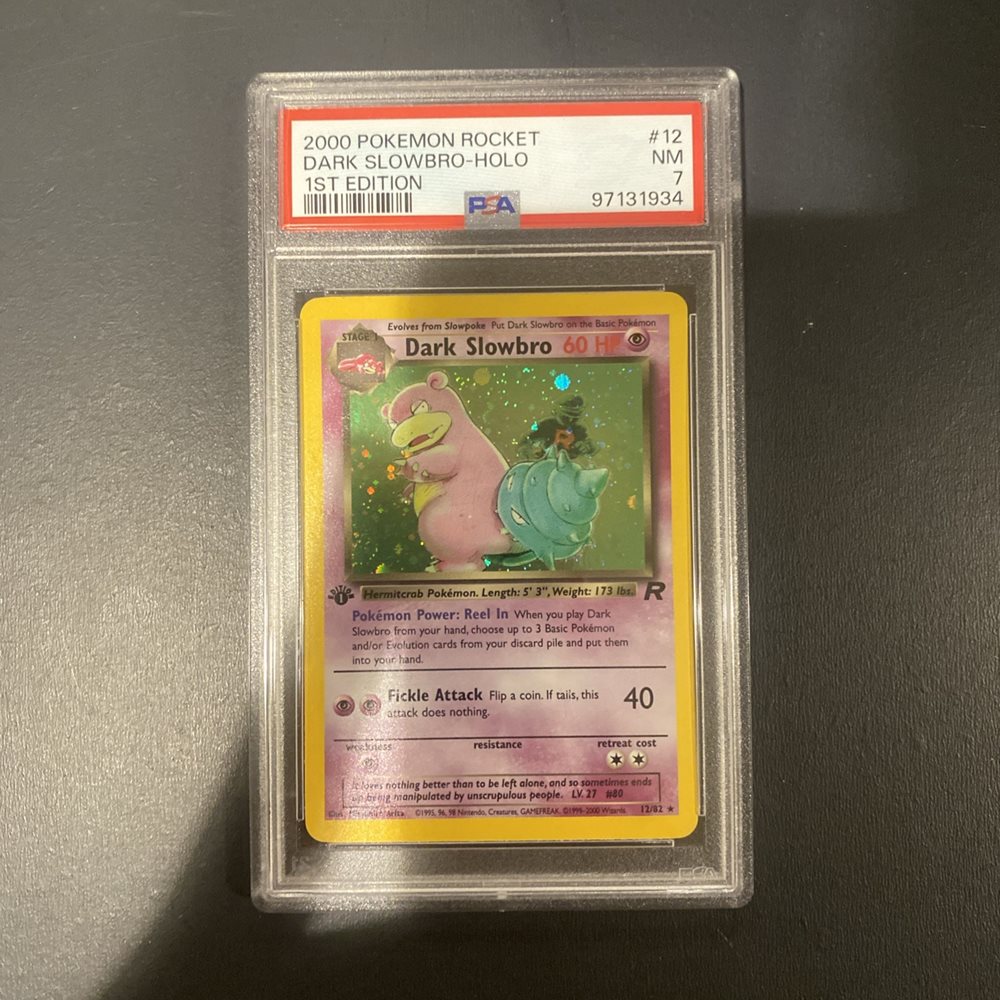 2000 POKEMON ROCKET #12
DARK SLOWBRO-HOLO NM
1ST EDITION 7
PSA 97131934
Evolves from Slowpoke Put Dark Slowbro on the Basic Pokémon
STAGE 1
Dark Slowbro 60 HP
R
EDITION 1
Hermitcrab Pokémon. Length: 5' 3", Weight: 173 lbs. R
Pokémon Power: Reel In When you play Dark
Slowbro from your hand, choose up to 3 Basic Pokémon
and/or Evolution cards from your discard pile and put them
into your hand.
Fickle Attack Flip a coin. If tails, this 40
attack does nothing.
weakness resistance retreat cost
It loves nothing better than to be left alone, and so sometimes ends
up being manipulated by unscrupulous people. LV. 27 #80
Arita ©1995, 96, 98 Nintendo, Creatures, GAMEFREAK. ©1999-2000 Wizards. 12/82 ★
PSA